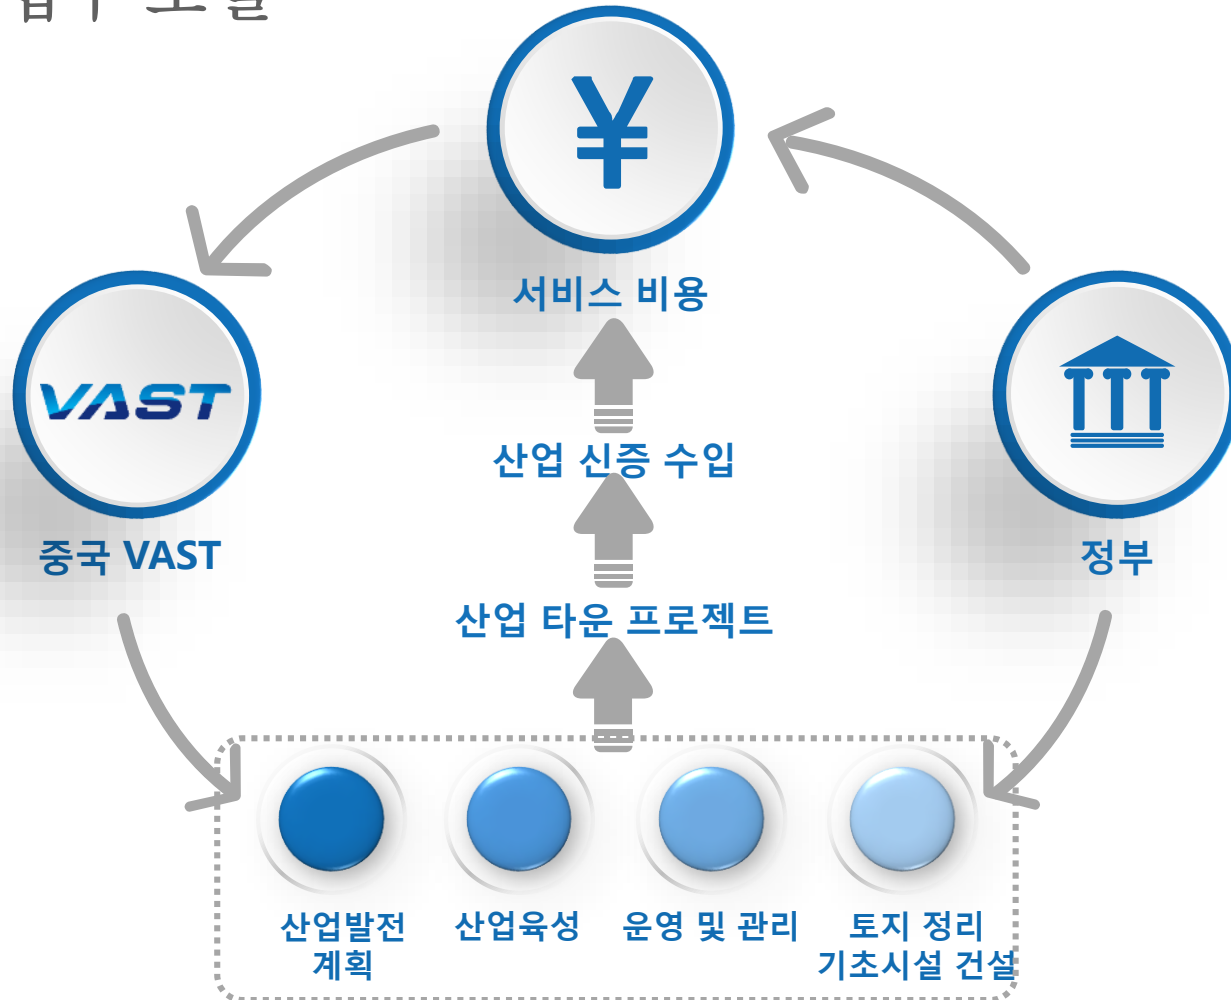 ¥
서비스 비용
VAST
산업 신증 수입
중국 VAST
정부
산업 타운 프로젝트
산업발전
계획
산업육성
운영 및 관리
토지 정리
기초시설 건설